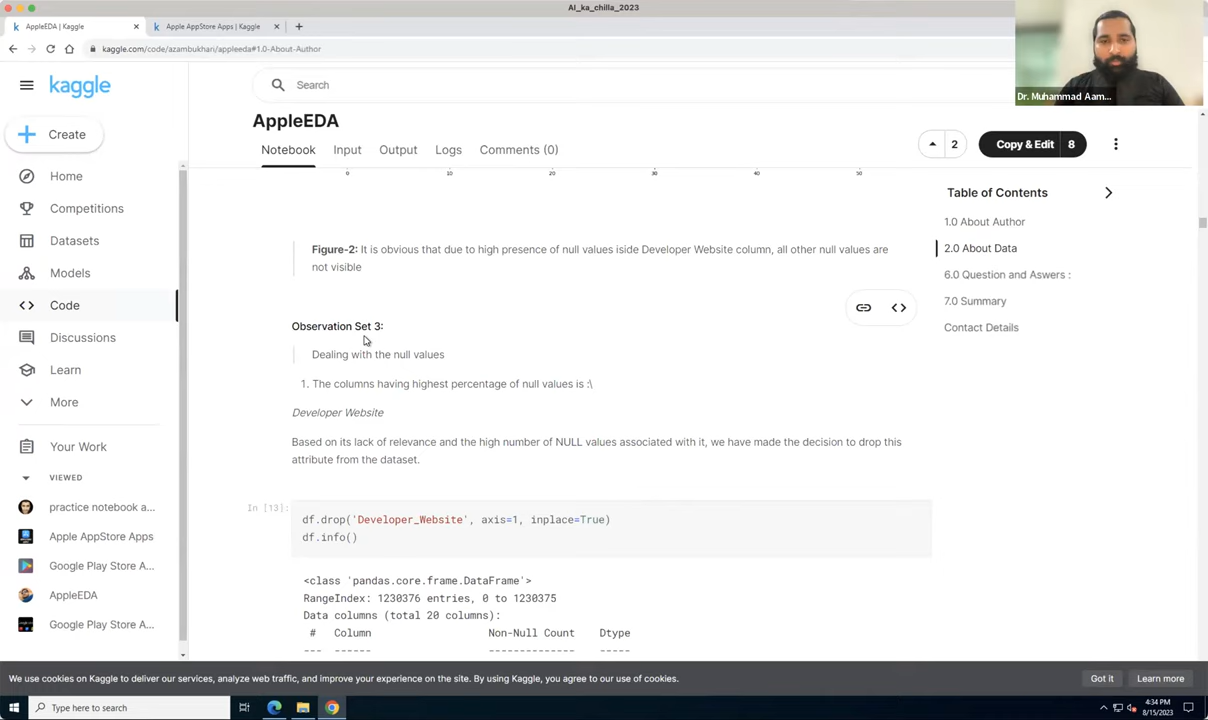 AI_ka_chilla_2023
AppleEDA | Kaggle
Apple AppStore Apps | Kaggle
kaggle.com/code/azambukhari/appleeda#1.0-About-Author
Dr. Muhammad Aam...
kaggle
Search
Create
AppleEDA
Notebook Input Output Logs Comments (0)
2
Copy & Edit 8
Home
Competitions
Datasets
Models
Code
Discussions
Learn
More
Your Work
VIEWED
practice notebook a...
Apple AppStore Apps
Google Play Store A...
AppleEDA
Google Play Store A...
0 10 20 30 40 50
Figure-2: It is obvious that due to high presence of null values iside Developer Website column, all other null values are
not visible
Observation Set 3:
Dealing with the null values
1. The columns having highest percentage of null values is :\
Developer Website
Based on its lack of relevance and the high number of NULL values associated with it, we have made the decision to drop this
attribute from the dataset.
In [13]:
df.drop('Developer_Website', axis=1, inplace=True)
df.info()
<class 'pandas.core.frame.DataFrame'>
RangeIndex: 1230376 entries, 0 to 1230375
Data columns (total 20 columns):
# Column Non-Null Count Dtype
--- ------ -------------- -----
Table of Contents
1.0 About Author
2.0 About Data
6.0 Question and Aswers :
7.0 Summary
Contact Details
We use cookies on Kaggle to deliver our services, analyze web traffic, and improve your experience on the site. By using Kaggle, you agree to our use of cookies.
Got it
Learn more
Type here to search
4:34 PM
8/15/2023